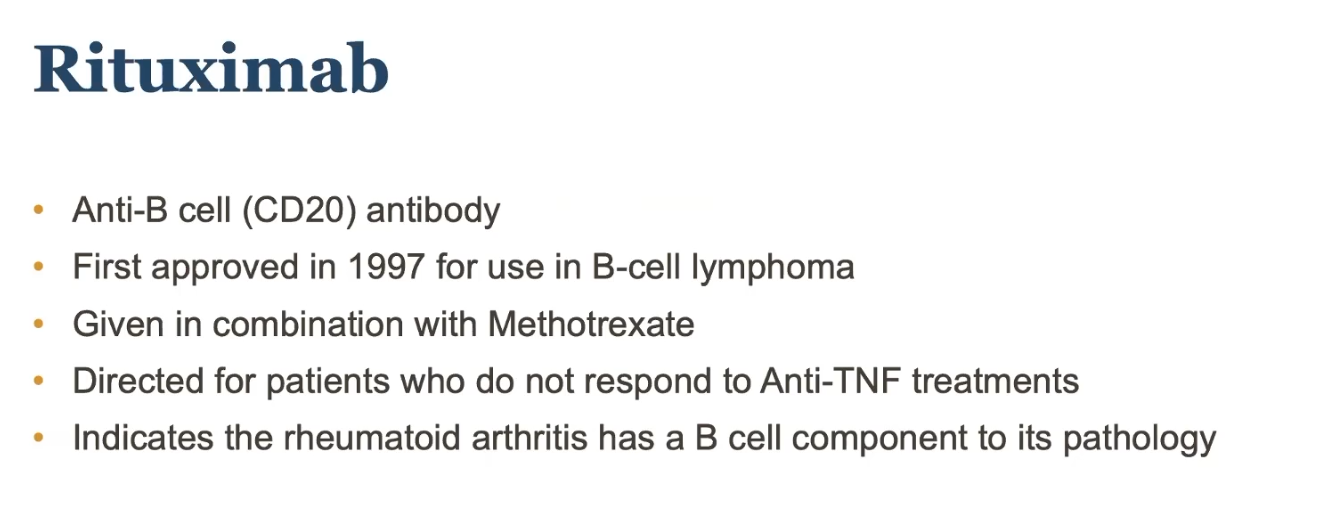 Rituximab
• Anti-B cell (CD20) antibody
• First approved in 1997 for use in B-cell lymphoma
• Given in combination with Methotrexate
• Directed for patients who do not respond to Anti-TNF treatments
• Indicates the rheumatoid arthritis has a B cell component to its pathology